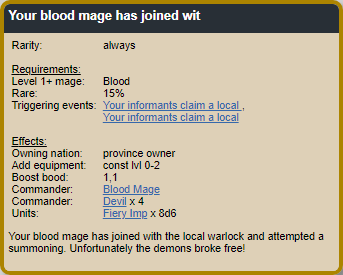 Your blood mage has joined wit
Rarity: always
Requirements:
Level 1+ mage: Blood
Rare: 15%
Triggering events: Your informants claim a local ,
Your informants claim a local
Effects:
Owning nation: province owner
Add equipment: const lvl 0-2
Boost bood: 1,1
Commander: Blood Mage
Commander: Devil x 4
Units: Fiery Imp x 8d6
Your blood mage has joined with the local warlock and attempted a
summoning. Unfortunately the demons broke free!